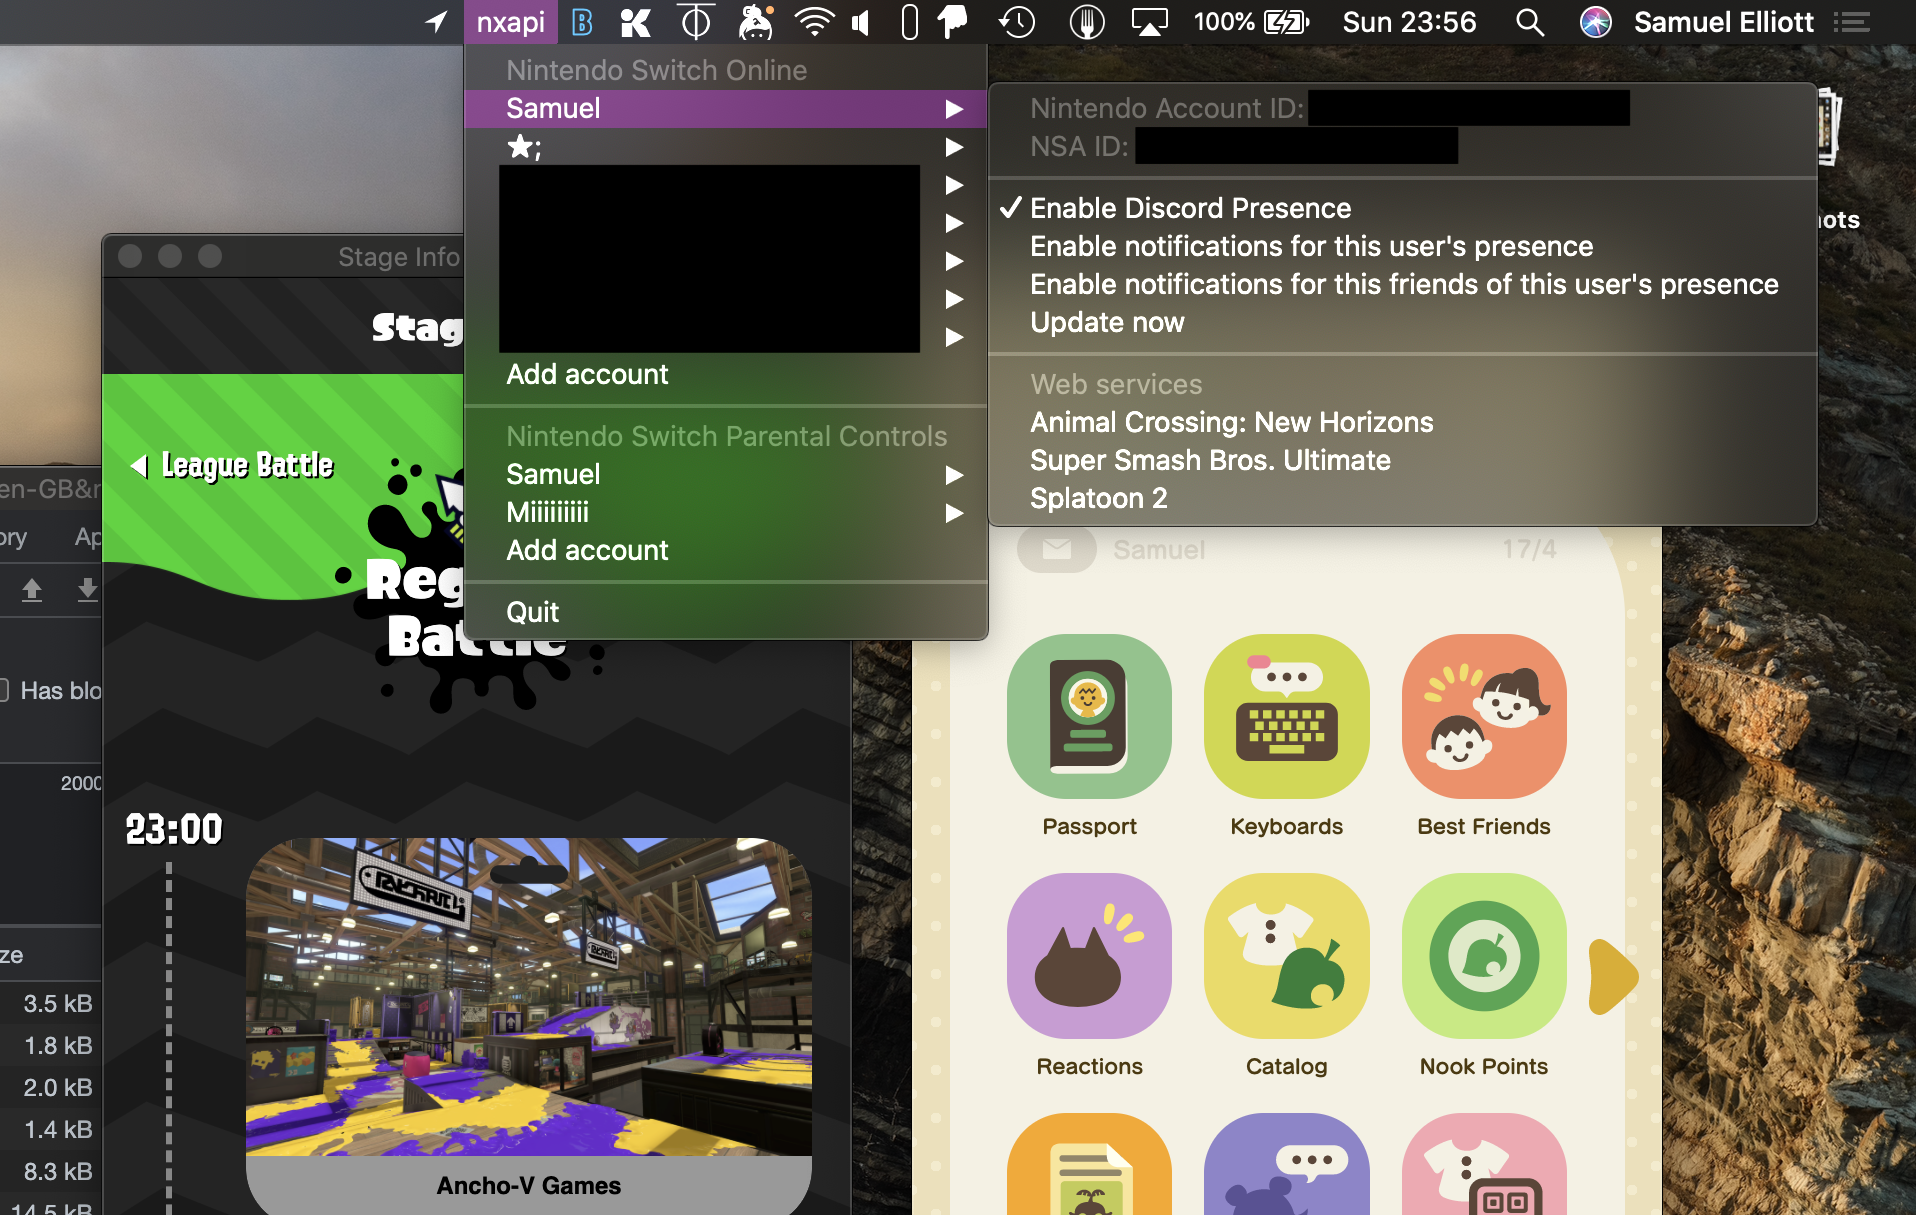 nxapi
100%
Sun 23:56
Samuel Elliott
Nintendo Switch Online
Samuel
★;
Add account
Nintendo Switch Parental Controls
Samuel
Miiiiiiiii
Add account
Quit
Nintendo Account ID:
NSA ID:
✓ Enable Discord Presence
Enable notifications for this user's presence
Enable notifications for this friends of this user's presence
Update now
Web services
Animal Crossing: New Horizons
Super Smash Bros. Ultimate
Splatoon 2
Stage Info
Stag
League Battle
Reg
Battle
23:00
Ancho-V Games
en-GB&
ory
Ap
Has blo
2000
ze
3.5 kB
1.8 kB
2.0 kB
1.4 kB
8.3 kB
14.5 kB
ots
Samuel
17/4
Passport
Keyboards
Best Friends
Reactions
Catalog
Nook Points